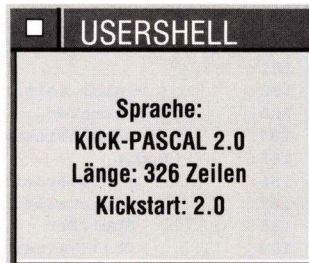 USERSHELL
Sprache:
KICK-PASCAL 2.0
Länge: 326 Zeilen
Kickstart: 2.0